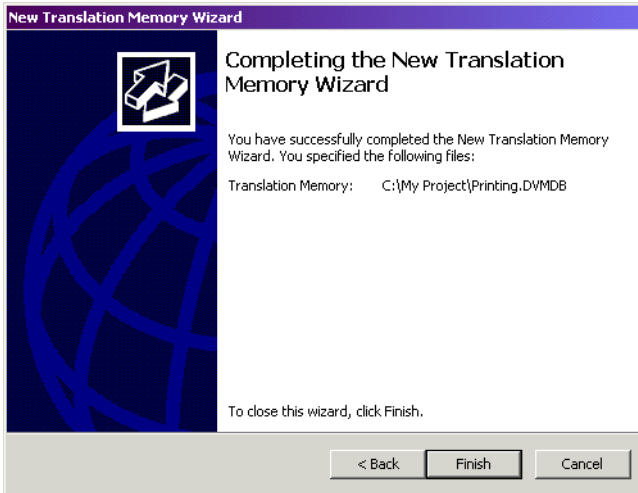 New Translation Memory Wizard
Completing the New Translation
Memory Wizard
You have successfully completed the New Translation Memory
Wizard. You specified the following files:
Translation Memory: C:\My Project\Printing.DVMDB
To close this wizard, click Finish.
< Back Finish Cancel